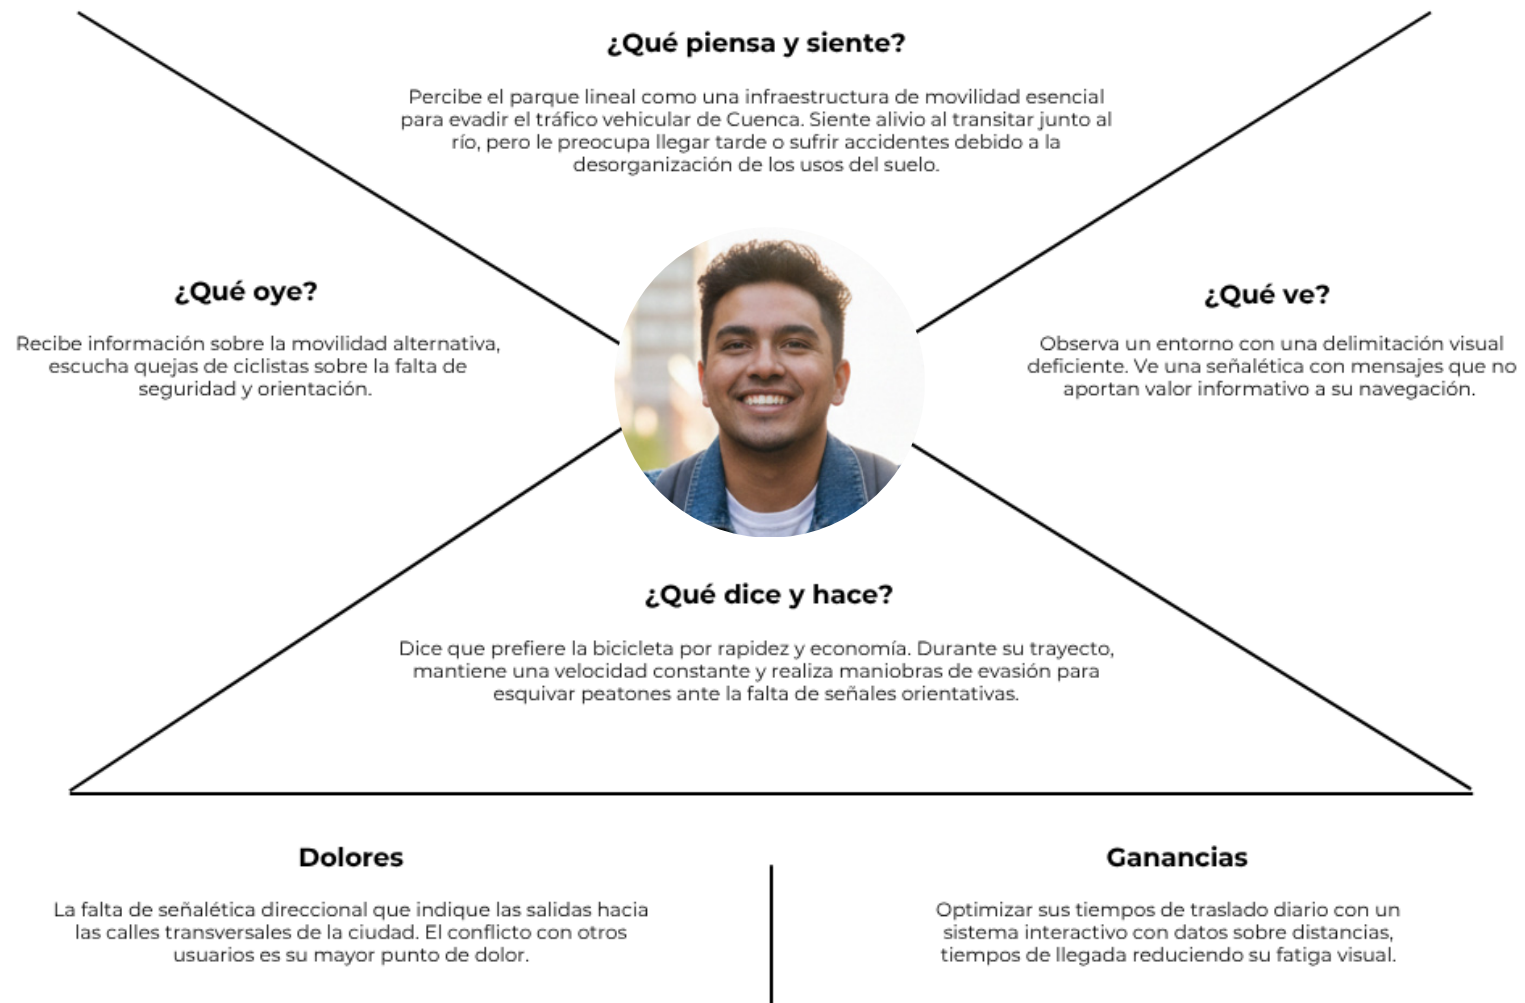 ¿Qué piensa y siente?
Percibe el parque lineal como una infraestructura de movilidad esencial
para evadir el tráfico vehicular de Cuenca. Siente alivio al transitar junto al
río, pero le preocupa llegar tarde o sufrir accidentes debido a la
desorganización de los usos del suelo.
¿Qué oye?
Recibe información sobre la movilidad alternativa,
escucha quejas de ciclistas sobre la falta de
seguridad y orientación.
¿Qué ve?
Observa un entorno con una delimitación visual
deficiente. Ve una señalética con mensajes que no
aportan valor informativo a su navegación.
¿Qué dice y hace?
Dice que prefiere la bicicleta por rapidez y economía. Durante su trayecto,
mantiene una velocidad constante y realiza maniobras de evasión para
esquivar peatones ante la falta de señales orientativas.
Dolores
La falta de señalética direccional que indique las salidas hacia
las calles transversales de la ciudad. El conflicto con otros
usuarios es su mayor punto de dolor.
Ganancias
Optimizar sus tiempos de traslado diario con un
sistema interactivo con datos sobre distancias,
tiempos de llegada reduciendo su fatiga visual.